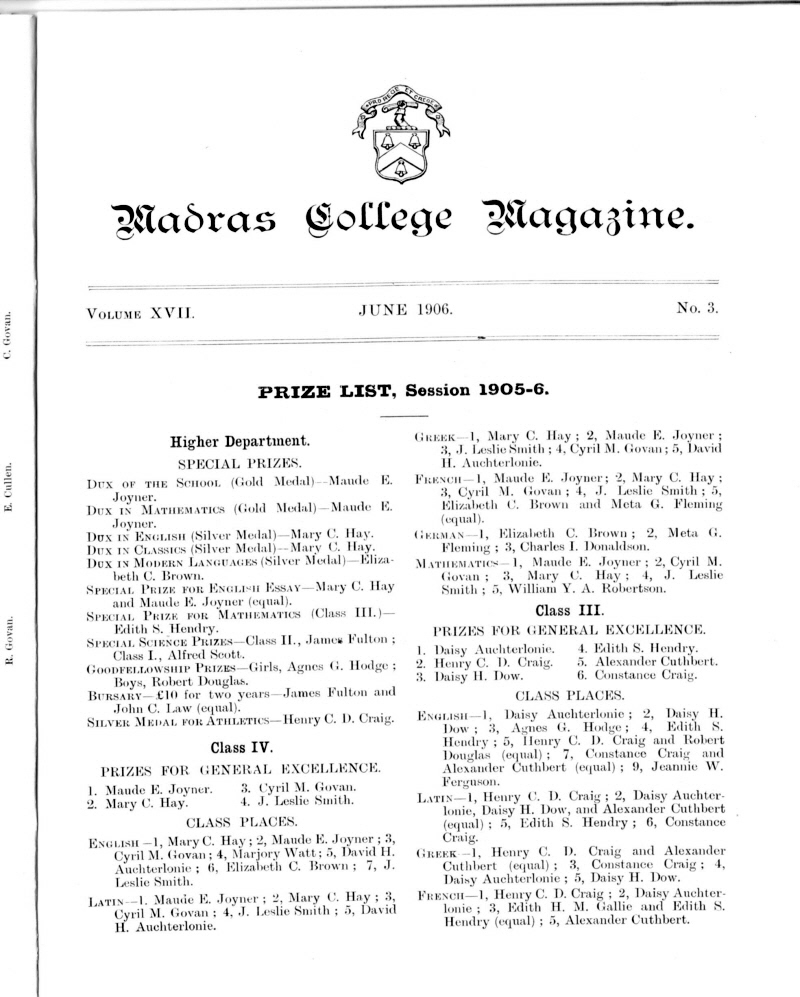 PRO REGE ET GREGE
Madras College Magazine.
VOLUME XVII.
JUNE 1906.
No. 3.
C. Govan.
E. Cullen.
R. Govan.
PRIZE LIST, Session 1905-6.
Higher Department.
SPECIAL PRIZES.
DUX OF THE SCHOOL (Gold Medal)—Maude E.
Joyner.
DUX IN MATHEMATICS (Gold Medal)—Maude E.
Joyner.
DUX IN ENGLISH (Silver Medal)—Mary C. Hay.
DUX IN CLASSICS (Silver Medal)—Mary C. Hay.
DUX IN MODERN LANGUAGES (Silver Medal)—Eliza-
beth C. Brown.
SPECIAL PRIZE FOR ENGLISH ESSAY—Mary C. Hay
and Maude E. Joyner (equal).
SPECIAL PRIZE FOR MATHEMATICS (Class III.)—
Edith S. Hendry.
SPECIAL SCIENCE PRIZES—Class II., James Fulton ;
Class I., Alfred Scott.
GOODFELLOWSHIP PRIZES—Girls, Agnes G. Hodge ;
Boys, Robert Douglas.
BURSARY—£10 for two years—James Fulton and
John C. Law (equal).
SILVER MEDAL FOR ATHLETICS—Henry C. D. Craig.
Class IV.
PRIZES FOR GENERAL EXCELLENCE.
1. Maude E. Joyner. 3. Cyril M. Govan.
2. Mary C. Hay. 4. J. Leslie Smith.
CLASS PLACES.
ENGLISH—1, Mary C. Hay ; 2, Maude E. Joyner ; 3,
Cyril M. Govan ; 4, Marjory Watt ; 5, David H.
Auchterlonie ; 6, Elizabeth C. Brown ; 7, J.
Leslie Smith.
LATIN—1. Maude E. Joyner ; 2, Mary C. Hay ; 3,
Cyril M. Govan ; 4, J. Leslie Smith ; 5, David
H. Auchterlonie.
GREEK—1, Mary C. Hay ; 2, Maude E. Joyner ;
3, J. Leslie Smith ; 4, Cyril M. Govan ; 5, David
H. Auchterlonie.
FRENCH—1, Maude E. Joyner; 2, Mary C. Hay ;
3, Cyril M. Govan ; 4, J. Leslie Smith ; 5,
Elizabeth C. Brown and Meta G. Fleming
(equal).
GERMAN—1, Elizabeth C. Brown ; 2, Meta G.
Fleming ; 3, Charles I. Donaldson.
MATHEMATICS—1, Maude E. Joyner ; 2, Cyril M.
Govan ; 3, Mary C. Hay ; 4, J. Leslie
Smith ; 5, William Y. A. Robertson.
Class III.
PRIZES FOR GENERAL EXCELLENCE.
1. Daisy Auchterlonie. 4. Edith S. Hendry.
2. Henry C. D. Craig. 5. Alexander Cuthbert.
3. Daisy H. Dow. 6. Constance Craig.
CLASS PLACES.
ENGLISH—1, Daisy Auchterlonie ; 2, Daisy H.
Dow ; 3, Agnes G. Hodge ; 4, Edith S.
Hendry ; 5, Henry C. D. Craig and Robert
Douglas (equal) ; 7, Constance Craig and
Alexander Cuthbert (equal) ; 9, Jeannie W.
Ferguson.
LATIN—1, Henry C. D. Craig ; 2, Daisy Auchter-
lonie, Daisy H. Dow, and Alexander Cuthbert
(equal) ; 5, Edith S. Hendry ; 6, Constance
Craig.
GREEK—1, Henry C. D. Craig and Alexander
Cuthbert (equal) ; 3, Constance Craig ; 4,
Daisy Auchterlonie ; 5, Daisy H. Dow.
FRENCH—1, Henry C. D. Craig ; 2, Daisy Auchter-
lonie ; 3, Edith H. M. Gallie and Edith S.
Hendry (equal) ; 5, Alexander Cuthbert.